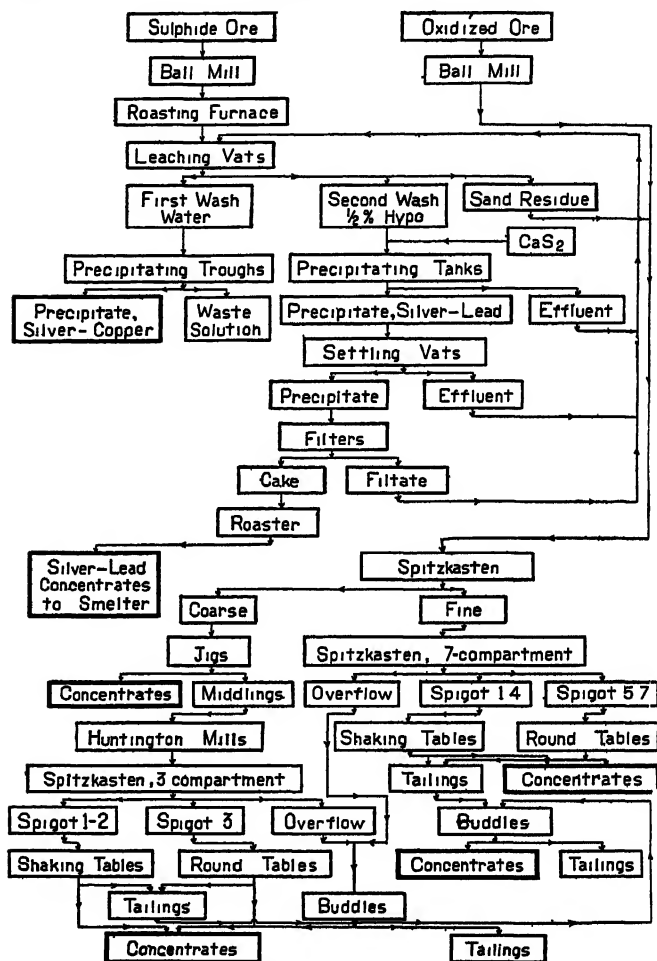 Sulphide Ore
Oxidized Ore
Ball Mill
Ball Mill
Roasting Furnace
Leaching Vats
First Wash
Water
Second Wash
½% Hypo
Sand Residue
CaS2
Precipitating Troughs
Precipitating Tanks
Precipitate,
Silver-Copper
Waste
Solution
Precipitate, Silver-Lead
Effluent
Settling Vats
Precipitate
Effluent
Filters
Cake
Filtate
Roaster
Silver-Lead
Concentrates
to Smelter
Spitzkasten
Coarse
Fine
Jigs
Spitzkasten, 7-compartment
Concentrates
Middlings
Overflow
Spigot 1 4
Spigot 5 7
Huntington Mills
Shaking Tables
Round Tables
Spitzkasten, 3 compartment
Tailings
Concentrates
Spigot 1-2
Spigot 3
Overflow
Buddles
Shaking Tables
Round Tables
Concentrates
Tailings
Tailings
Buddles
Concentrates
Tailings